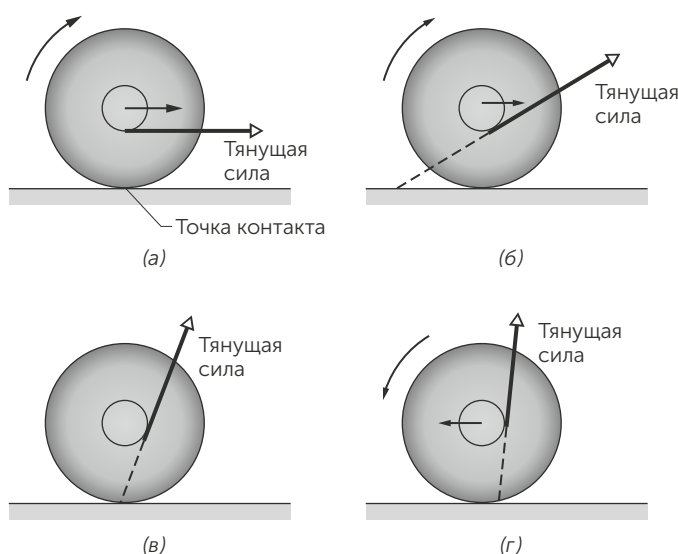 Тянущая
сила
Точка контакта
(а)
Тянущая
сила
(б)
Тянущая
сила
(в)
Тянущая
сила
(г)